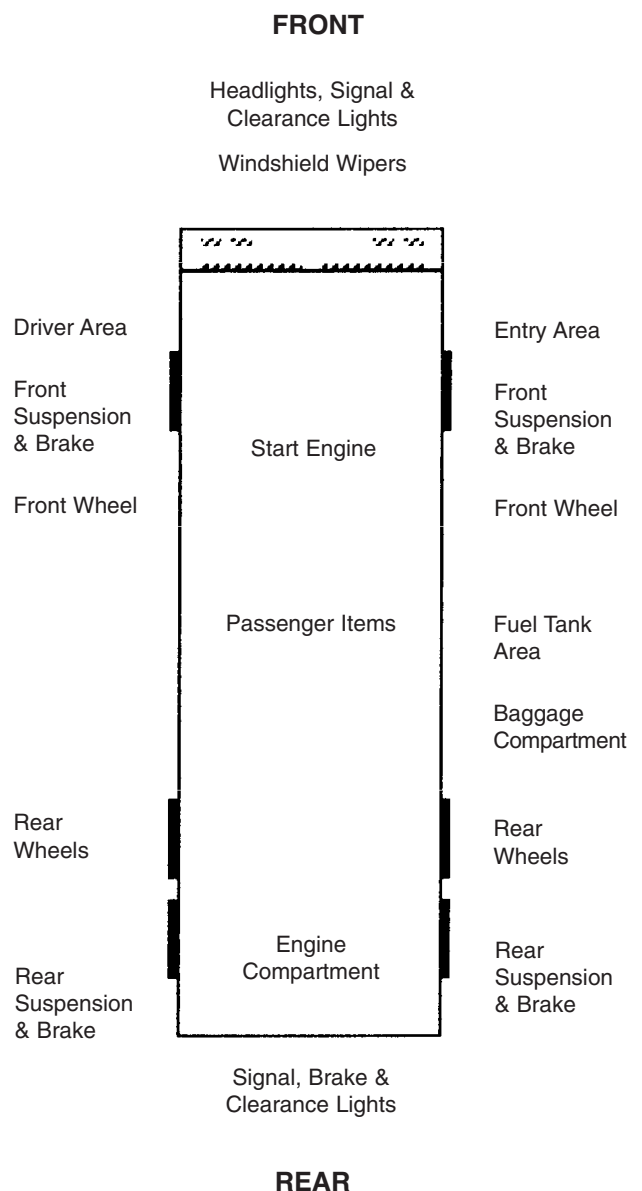 FRONT
Headlights, Signal &
Clearance Lights
Windshield Wipers
Driver Area
Front
Suspension
& Brake
Front Wheel
Rear
Wheels
Rear
Suspension
& Brake
Start Engine
Passenger Items
Engine
Compartment
Entry Area
Front
Suspension
& Brake
Front Wheel
Fuel Tank
Area
Baggage
Compartment
Rear
Wheels
Rear
Suspension
& Brake
Signal, Brake &
Clearance Lights
REAR